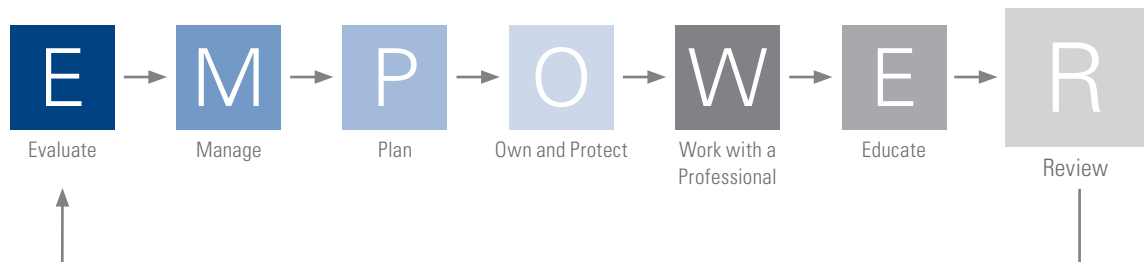 E M P O W E R
Evaluate Manage Plan Own and Protect Work with a Educate Review
Professional